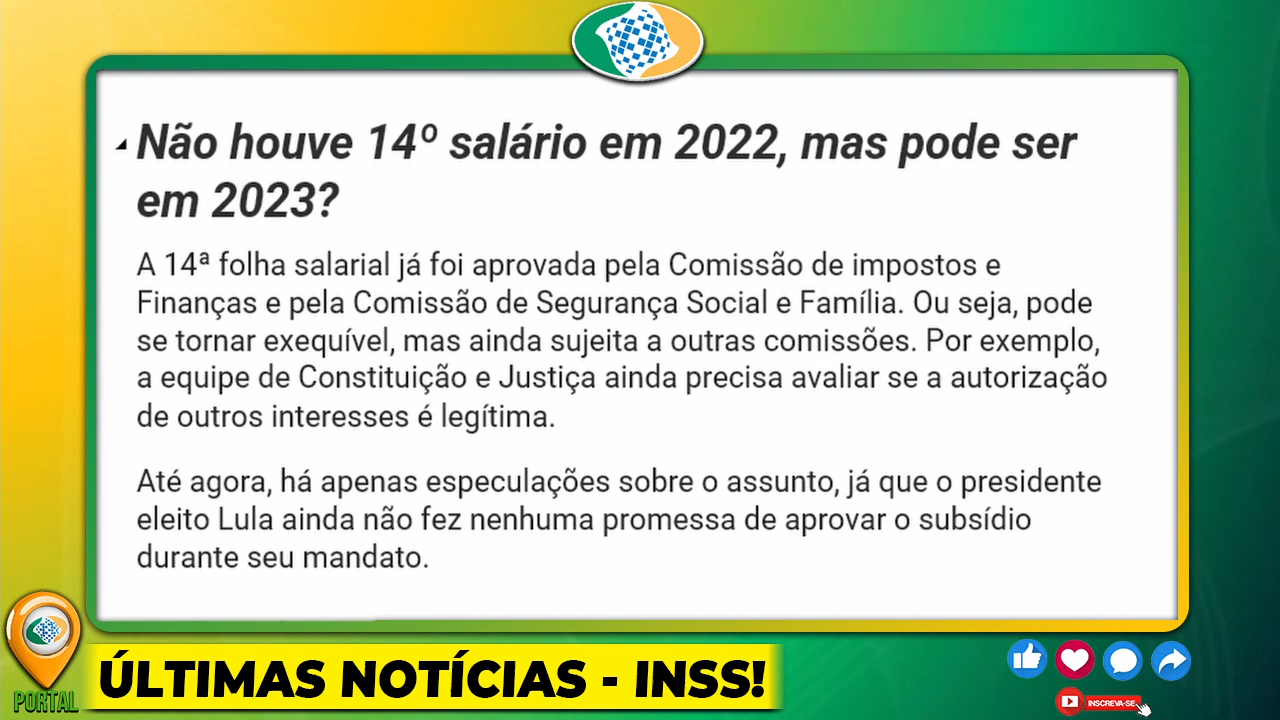 Não houve 14º salário em 2022, mas pode ser
em 2023?
A 14ª folha salarial já foi aprovada pela Comissão de impostos e
Finanças e pela Comissão de Segurança Social e Família. Ou seja, pode
se tornar exequível, mas ainda sujeita a outras comissões. Por exemplo,
a equipe de Constituição e Justiça ainda precisa avaliar se a autorização
de outros interesses é legítima.
Até agora, há apenas especulações sobre o assunto, já que o presidente
eleito Lula ainda não fez nenhuma promessa de aprovar o subsídio
durante seu mandato.
PORTAL
ÚLTIMAS NOTÍCIAS - INSS!
INSCREVA-SE